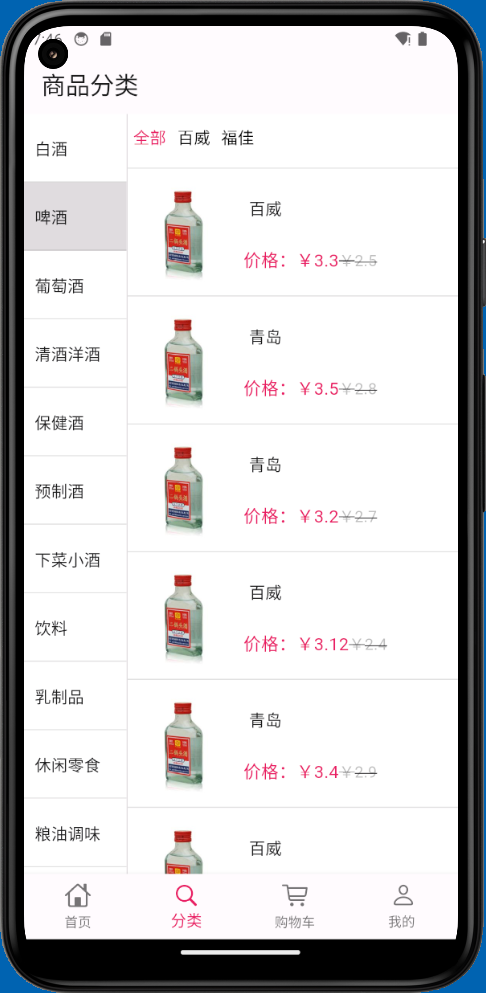 7:46
商品分类
白酒
啤酒
葡萄酒
清酒洋酒
保健酒
预制酒
下菜小酒
饮料
乳制品
休闲零食
粮油调味
全部 百威 福佳
百威
价格：￥3.3￥2.5
青岛
价格：￥3.5￥2.8
青岛
价格：￥3.2￥2.7
百威
价格：￥3.12￥2.4
青岛
价格：￥3.4￥2.9
百威
首页
分类
购物车
我的